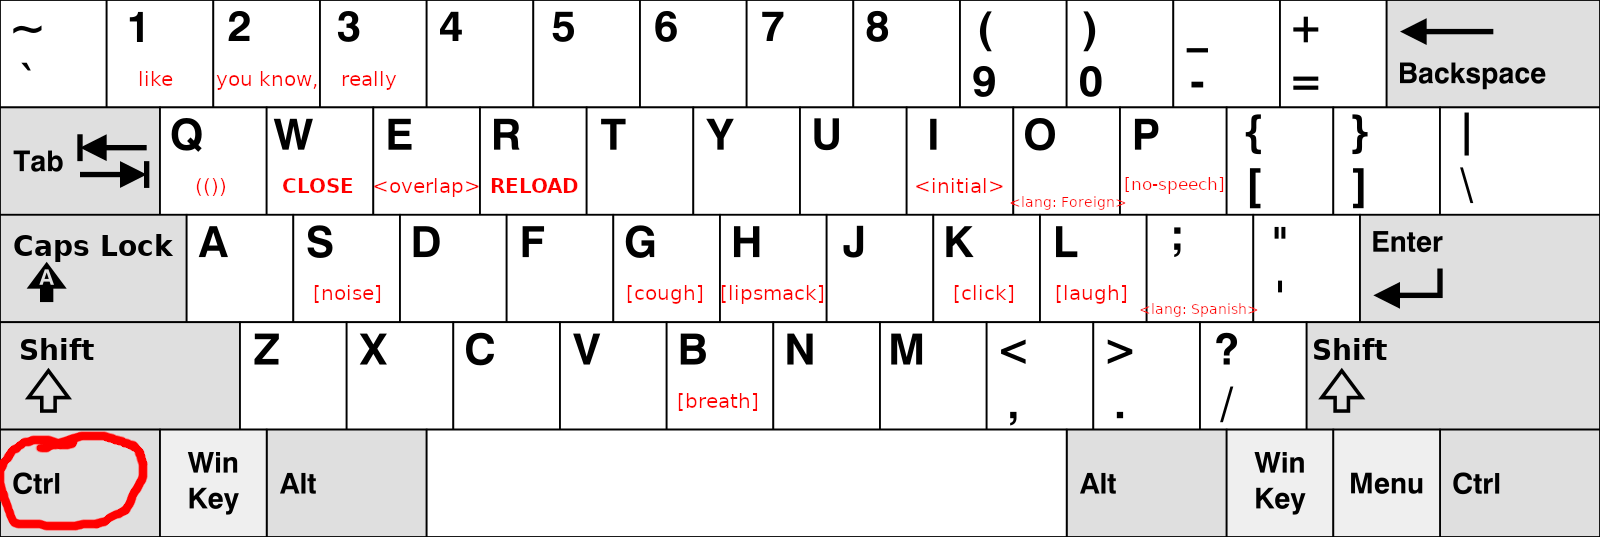 ~ 1 2 3 4 5 6 7 8 ( ) _ + Backspace
` like you know, really 9 0 - =
Tab Q W E R T Y U I O P { } |
(()) CLOSE <overlap> RELOAD <initial> <lang: Foreign> [no-speech] [ ] \
Caps Lock A S D F G H J K L ; " Enter
A [noise] [cough] [lipsmack] [click] [laugh] <lang: Spanish> '
Shift Z X C V B N M < > ? Shift
[breath] , . /
Ctrl Win Key Alt Alt Win Key Menu Ctrl